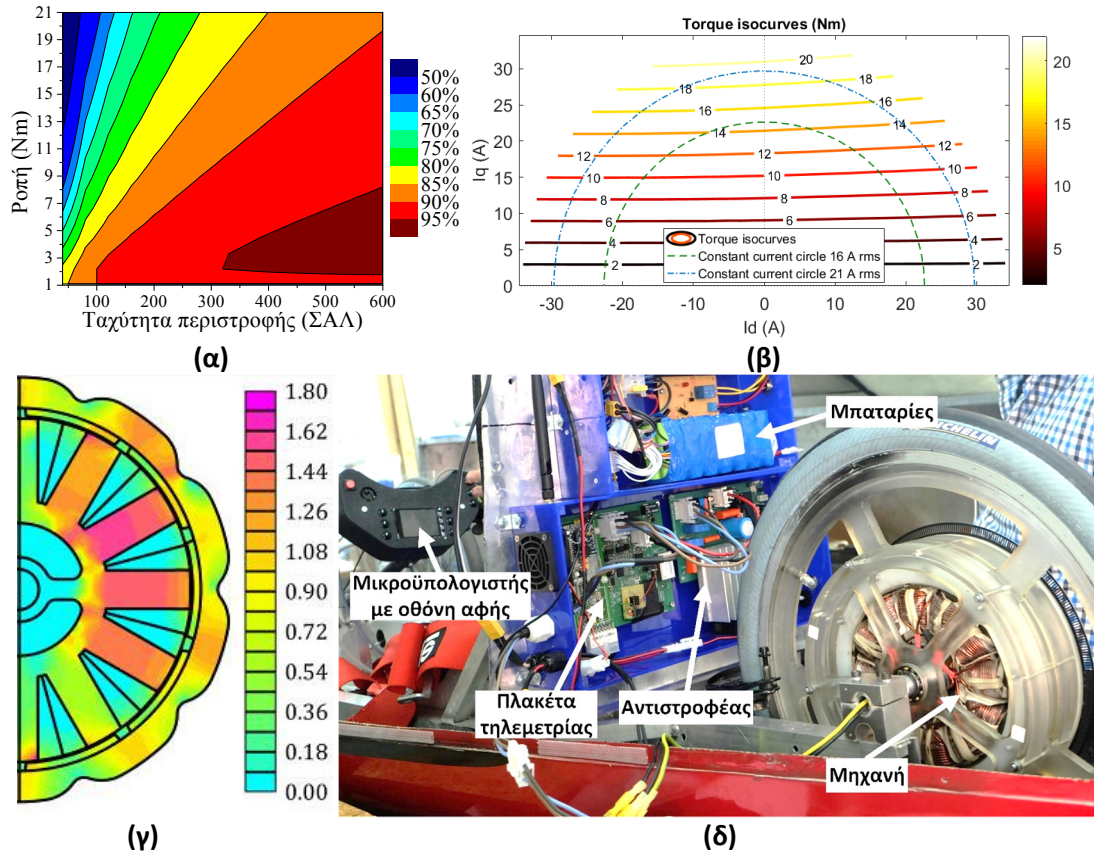 21
19
17
15
13
11
9
7
5
3
1
Ροπή (Nm)
100 200 300 400 500 600
Ταχύτητα περιστροφής (ΣΑΛ)
50%
60%
65%
70%
75%
80%
85%
90%
95%
(α)
Torque isocurves (Nm)
30
25
20
15
10
5
0
Iq (A)
20
18 18
16 16
14 14 14
12 12 12
10 10 10
8 8 8
6 6 6
4 4
2 2
Torque isocurves
Constant current circle 16 A rms
Constant current circle 21 A rms
-30 -20 -10 0 10 20 30
Id (A)
20
15
10
5
(β)
1.80
1.62
1.44
1.26
1.08
0.90
0.72
0.54
0.36
0.18
0.00
(γ)
Μπαταρίες
MICHELIN
Μικροϋπολογιστής
με οθόνη αφής
Πλακέτα
τηλεμετρίας
Αντιστροφέας
Μηχανή
(δ)